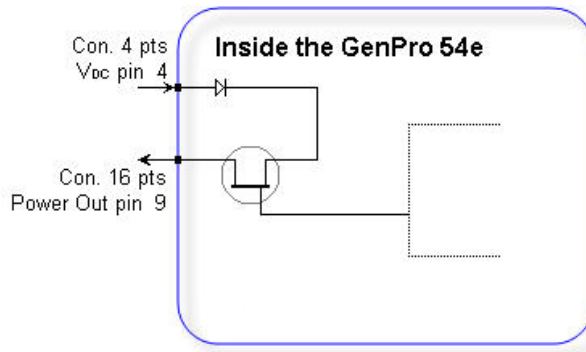 Con. 4 pts
VDC pin 4
Inside the GenPro 54e
Con. 16 pts
Power Out pin 9